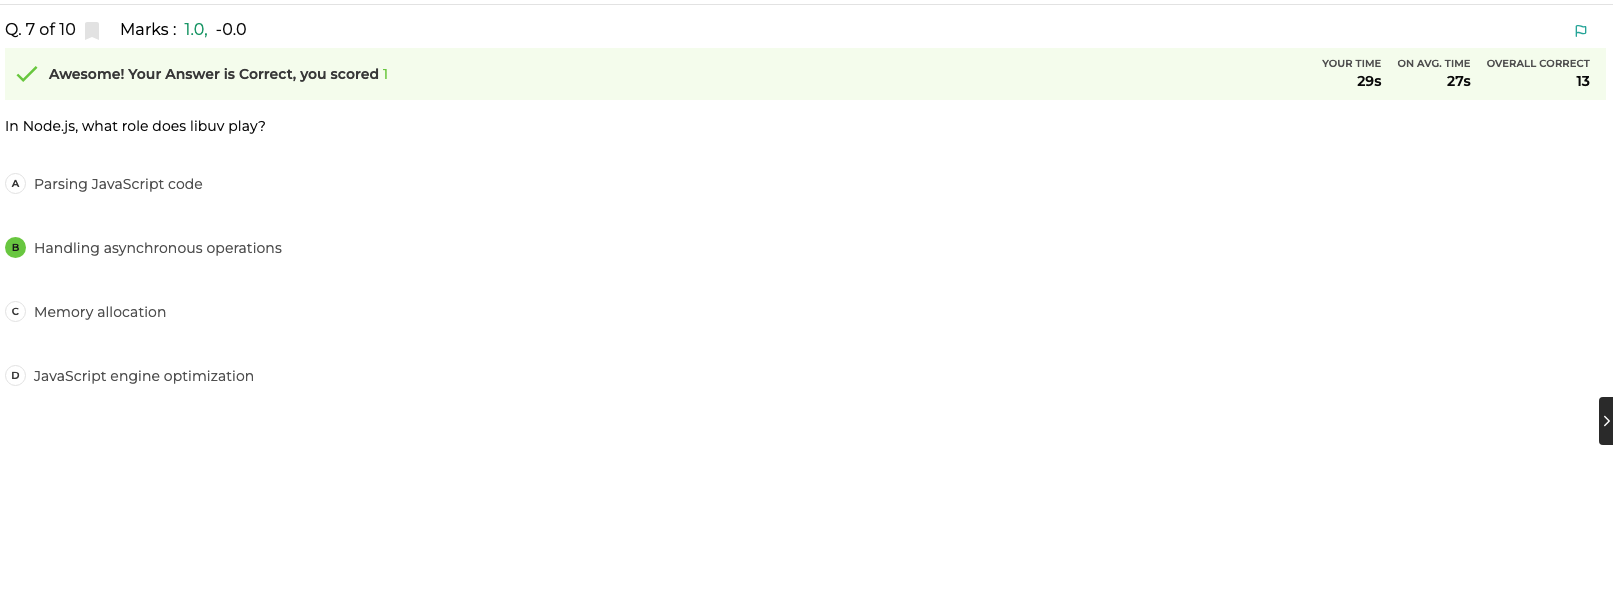 Q. 7 of 10 Marks : 1.0, -0.0
Awesome! Your Answer is Correct, you scored 1
YOUR TIME ON AVG. TIME OVERALL CORRECT
29s 27s 13
In Node.js, what role does libuv play?
A Parsing JavaScript code
B Handling asynchronous operations
C Memory allocation
D JavaScript engine optimization